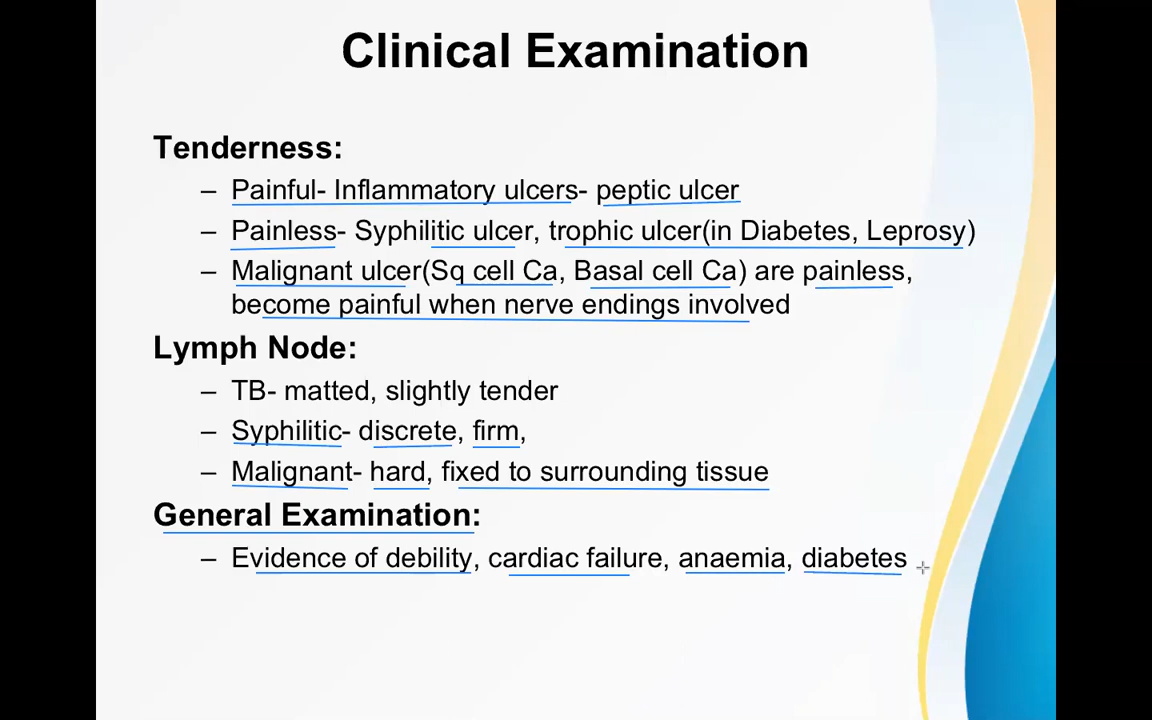 Clinical Examination
Tenderness:
– Painful- Inflammatory ulcers- peptic ulcer
– Painless- Syphilitic ulcer, trophic ulcer(in Diabetes, Leprosy)
– Malignant ulcer(Sq cell Ca, Basal cell Ca) are painless,
become painful when nerve endings involved
Lymph Node:
– TB- matted, slightly tender
– Syphilitic- discrete, firm,
– Malignant- hard, fixed to surrounding tissue
General Examination:
– Evidence of debility, cardiac failure, anaemia, diabetes